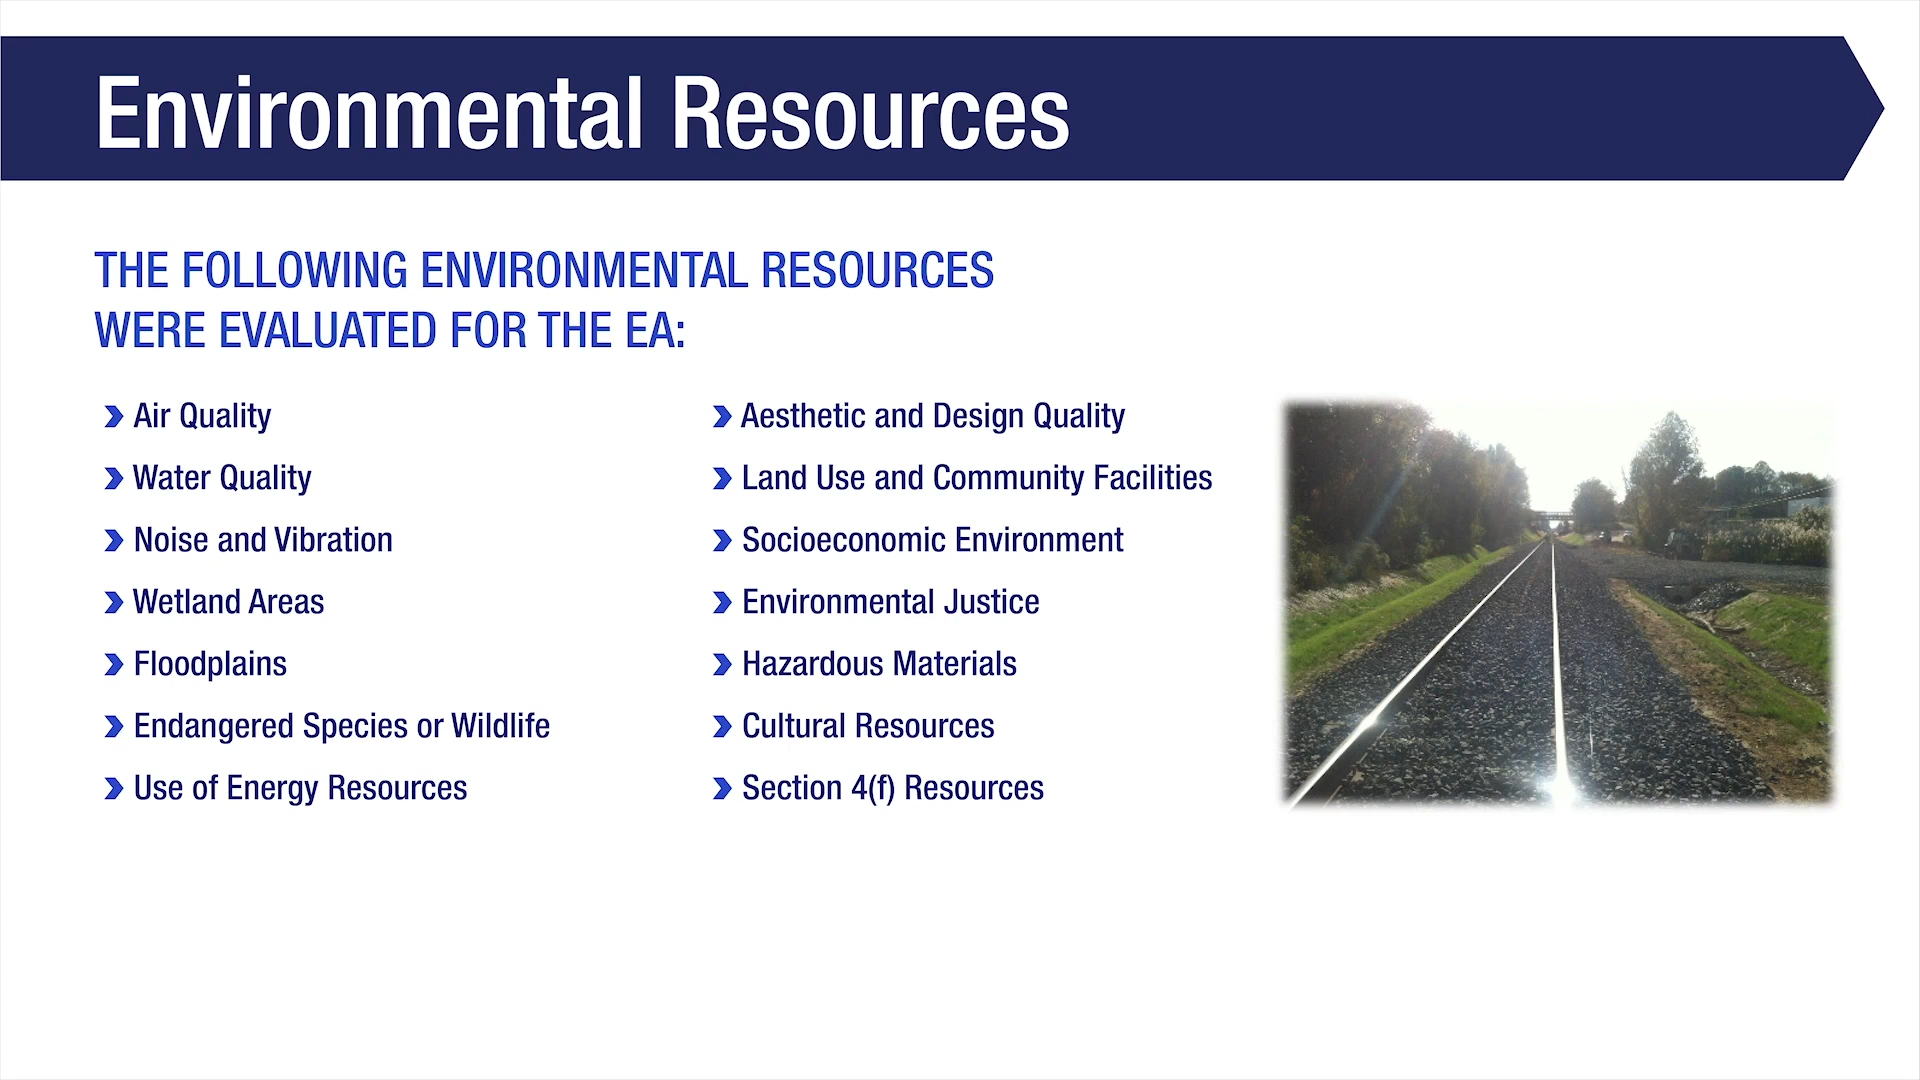 Environmental Resources
THE FOLLOWING ENVIRONMENTAL RESOURCES
WERE EVALUATED FOR THE EA:
Air Quality
Water Quality
Noise and Vibration
Wetland Areas
Floodplains
Endangered Species or Wildlife
Use of Energy Resources
Aesthetic and Design Quality
Land Use and Community Facilities
Socioeconomic Environment
Environmental Justice
Hazardous Materials
Cultural Resources
Section 4(f) Resources